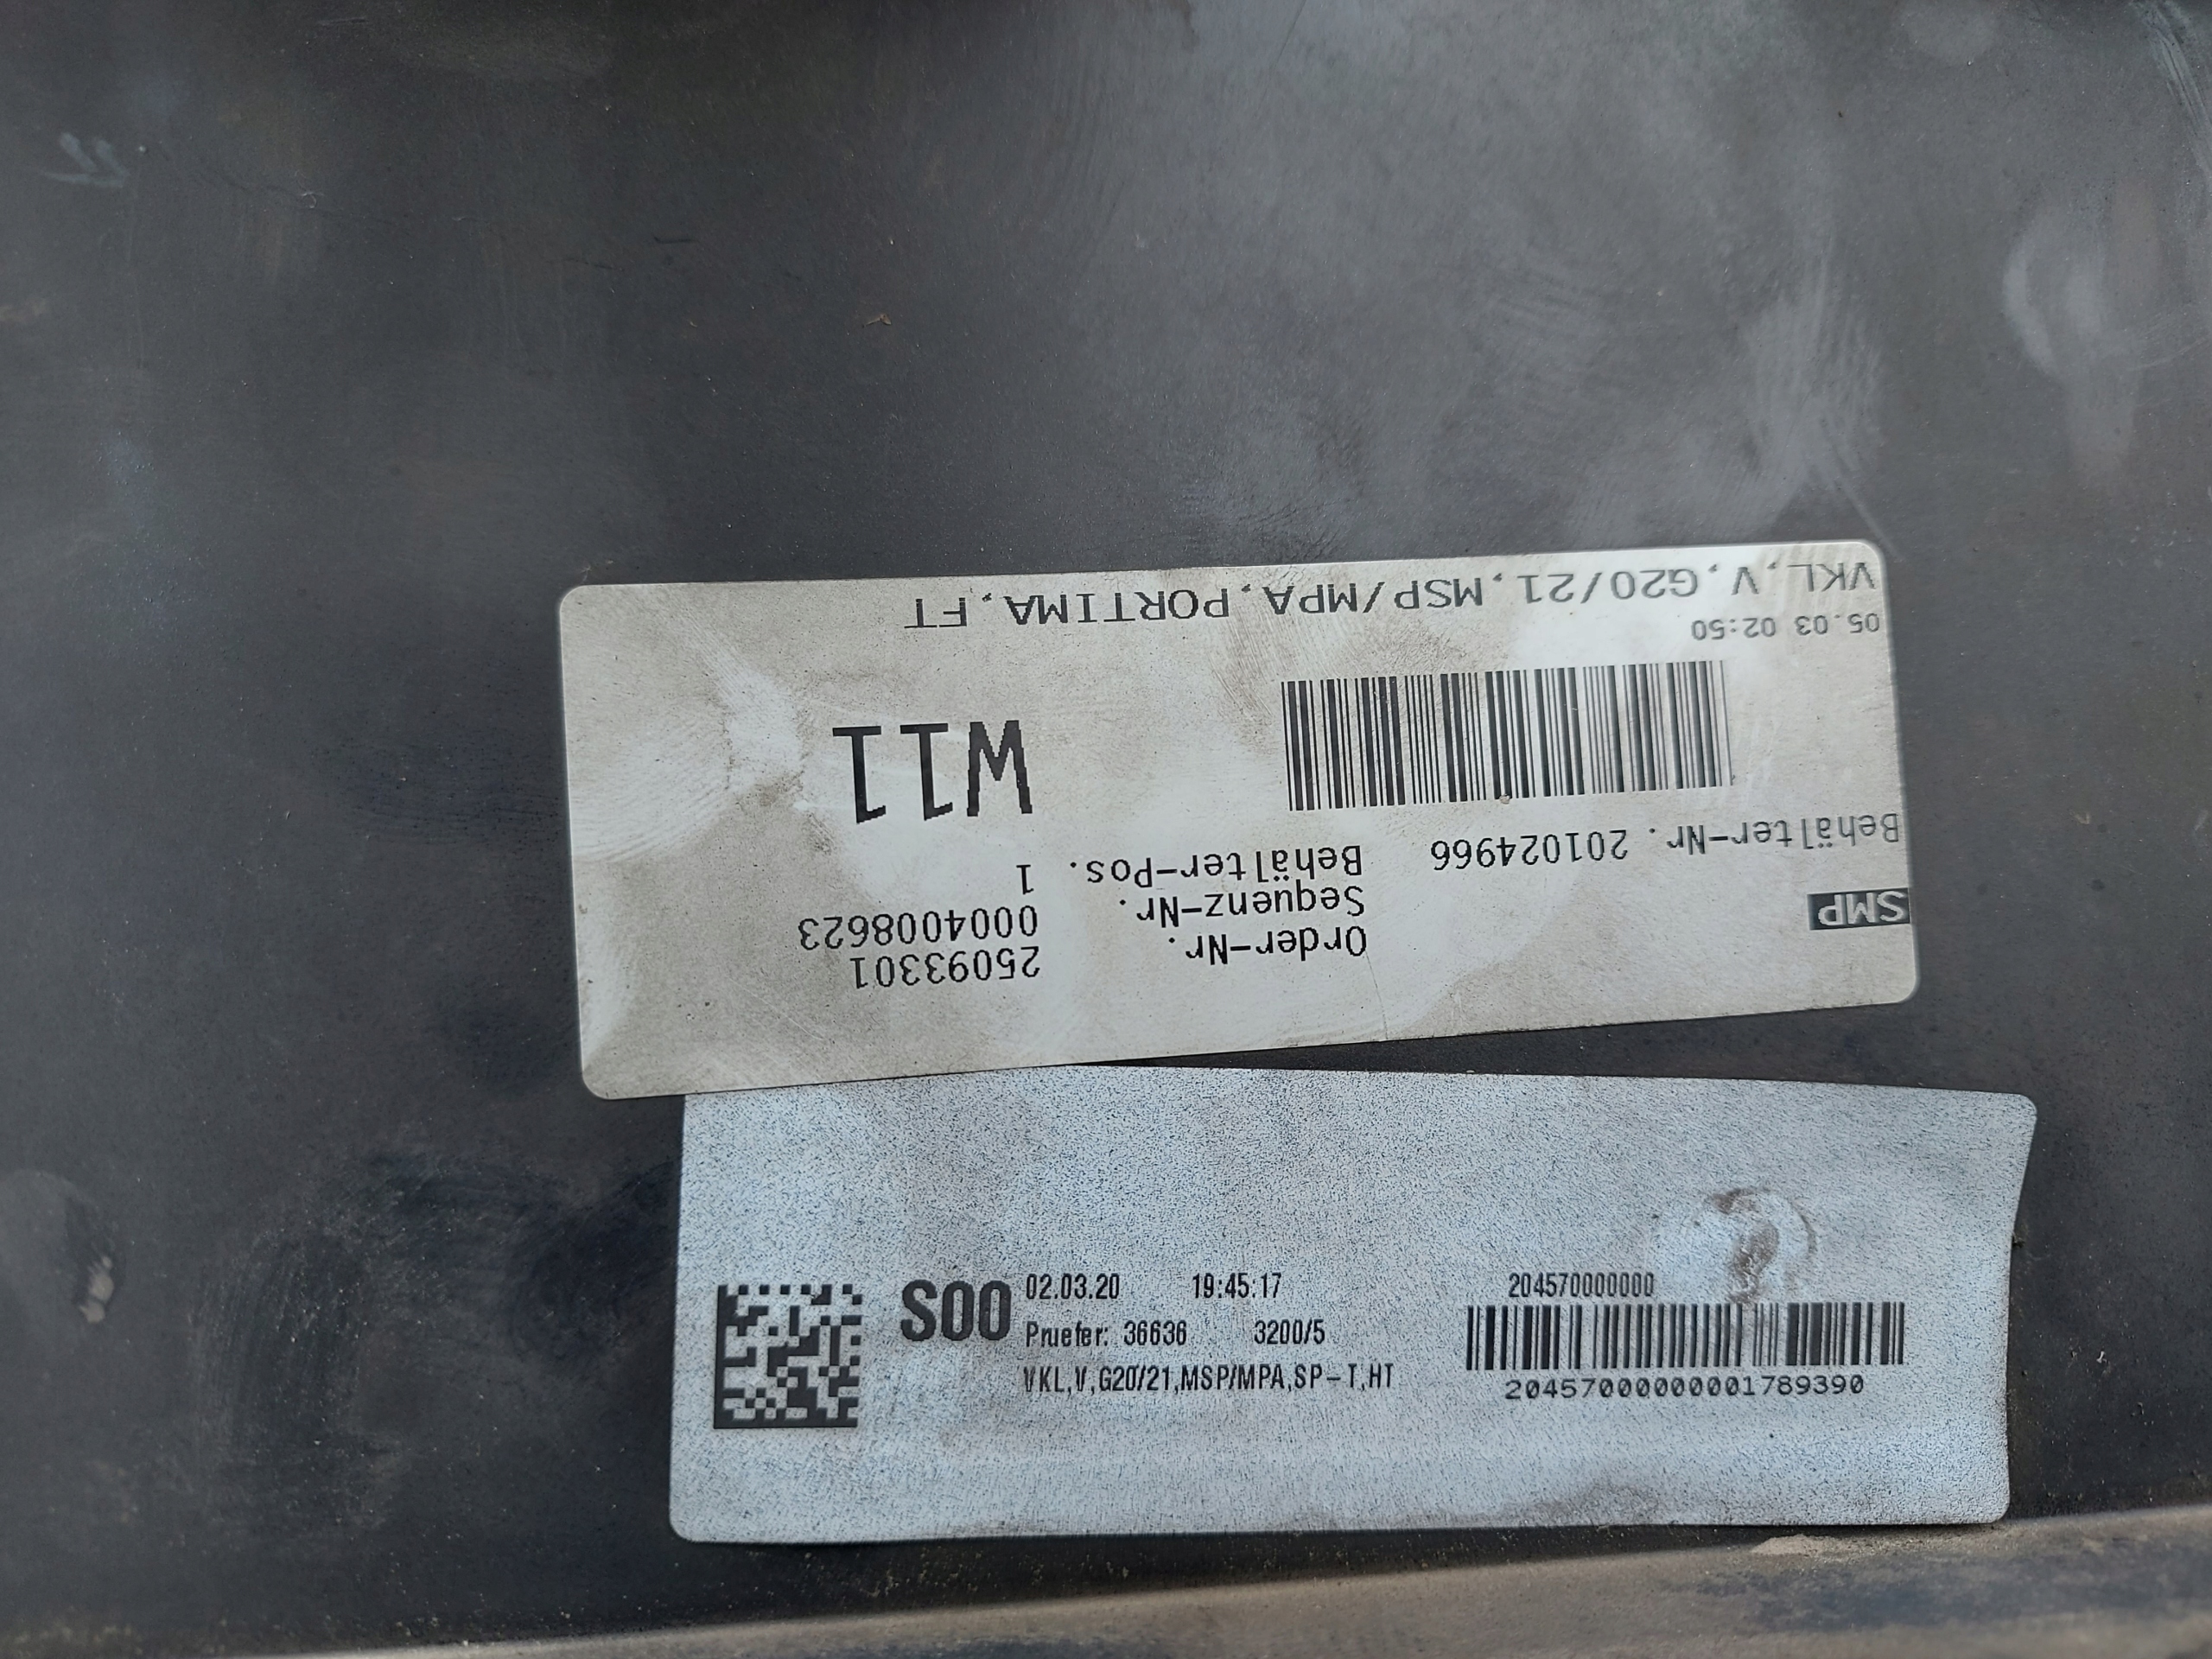 SMP
Order-Nr. 25093301
Sequenz-Nr. 0004008623
Behälter-Nr. 201024966 Behälter-Pos. 1
W11
05.03 02:50
VKL,V,G20/21,MSP/MPA,PORTIMA,FT
S00 02.03.20 19:45:17 204570000000
Pruefer: 36636 3200/5
VKL,V,G20/21,MSP/MPA,SP-T,HT
20457000000001789390